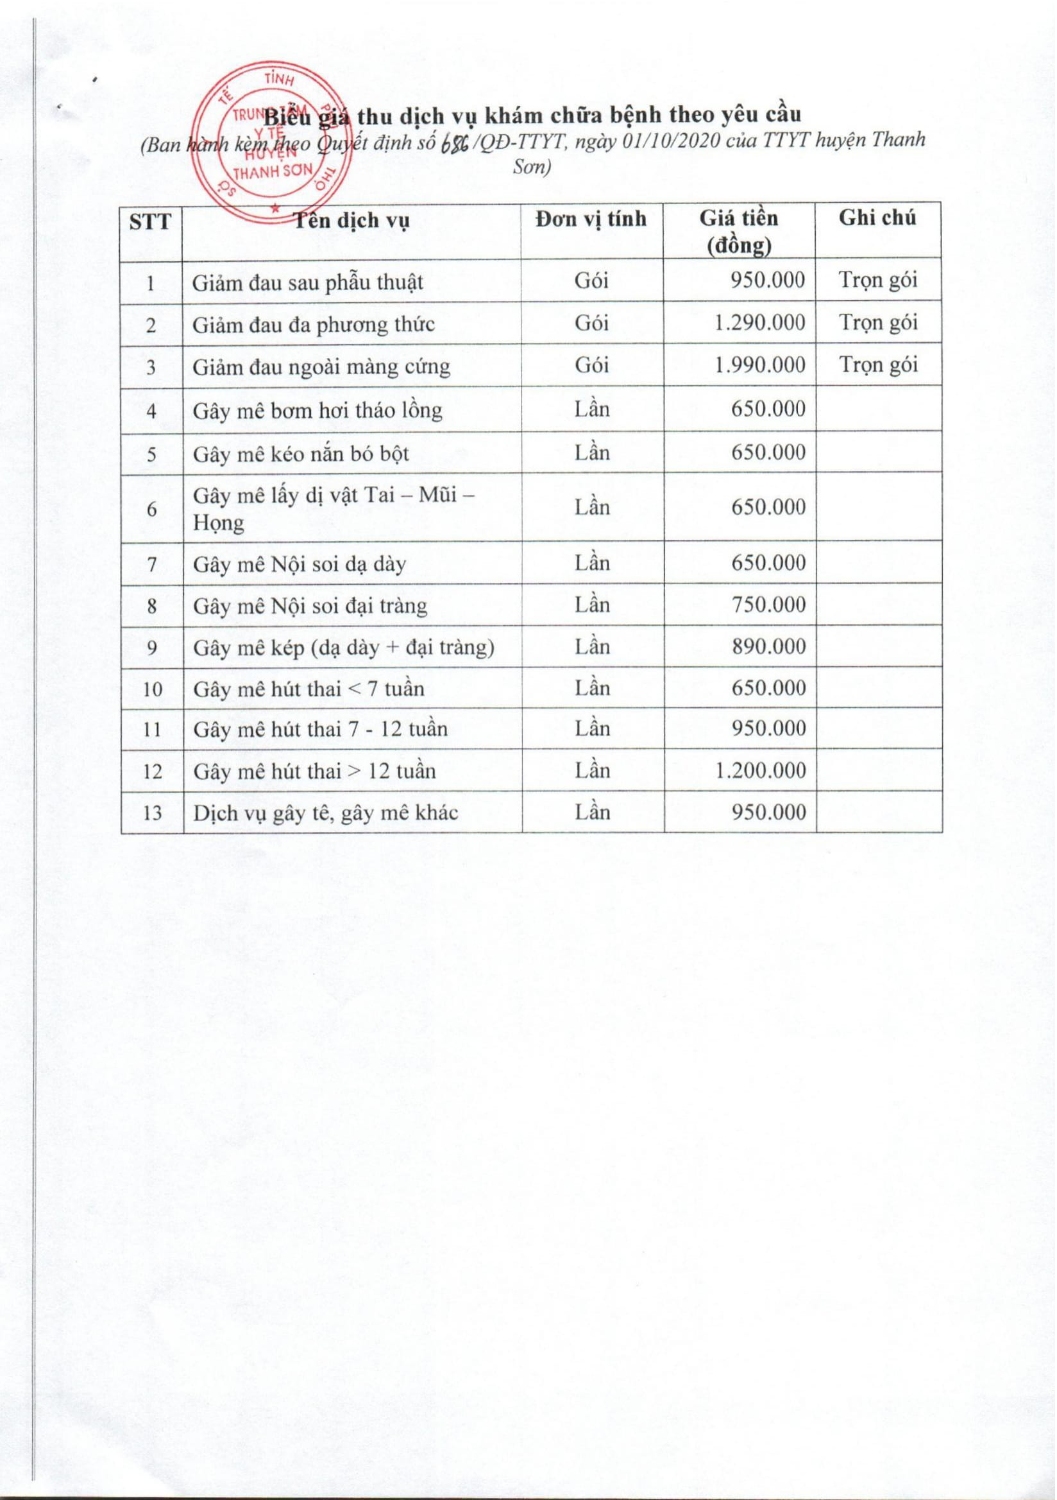 Biểu giá thu dịch vụ khám chữa bệnh theo yêu cầu
(Ban hành kèm theo Quyết định số 686/QĐ-TTYT, ngày 01/10/2020 của TTYT huyện Thanh
Sơn)
SỞ Y TẾ TỈNH PHÚ THỌ
TRUNG TÂM
Y TẾ
HUYỆN
THANH SƠN
STT Tên dịch vụ Đơn vị tính Giá tiền (đồng) Ghi chú
1 Giảm đau sau phẫu thuật Gói 950.000 Trọn gói
2 Giảm đau đa phương thức Gói 1.290.000 Trọn gói
3 Giảm đau ngoài màng cứng Gói 1.990.000 Trọn gói
4 Gây mê bơm hơi tháo lồng Lần 650.000
5 Gây mê kéo nắn bó bột Lần 650.000
6 Gây mê lấy dị vật Tai – Mũi –
Họng Lần 650.000
7 Gây mê Nội soi dạ dày Lần 650.000
8 Gây mê Nội soi đại tràng Lần 750.000
9 Gây mê kép (dạ dày + đại tràng) Lần 890.000
10 Gây mê hút thai < 7 tuần Lần 650.000
11 Gây mê hút thai 7 - 12 tuần Lần 950.000
12 Gây mê hút thai > 12 tuần Lần 1.200.000
13 Dịch vụ gây tê, gây mê khác Lần 950.000